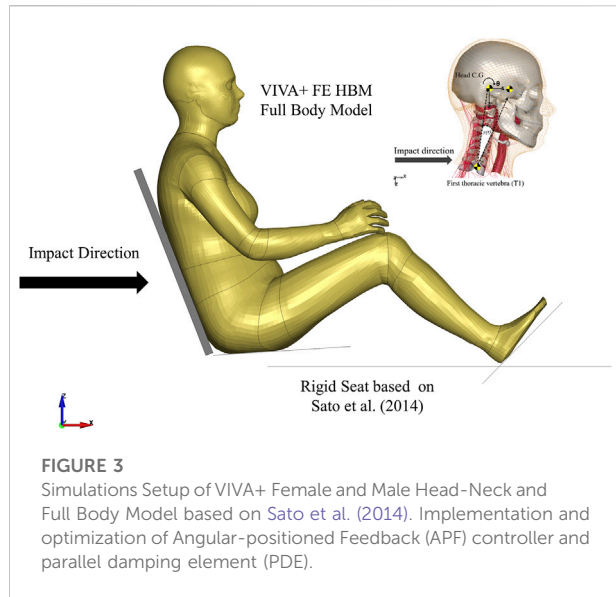 VIVA+ FE HBM
Full Body Model
Head C.G
θ
Impact direction
First thoracic vertebra (T1)
Impact Direction
Rigid Seat based on
Sato et al. (2014)
Z
Y
X
FIGURE 3
Simulations Setup of VIVA+ Female and Male Head-Neck and
Full Body Model based on Sato et al. (2014). Implementation and
optimization of Angular-positioned Feedback (APF) controller and
parallel damping element (PDE).